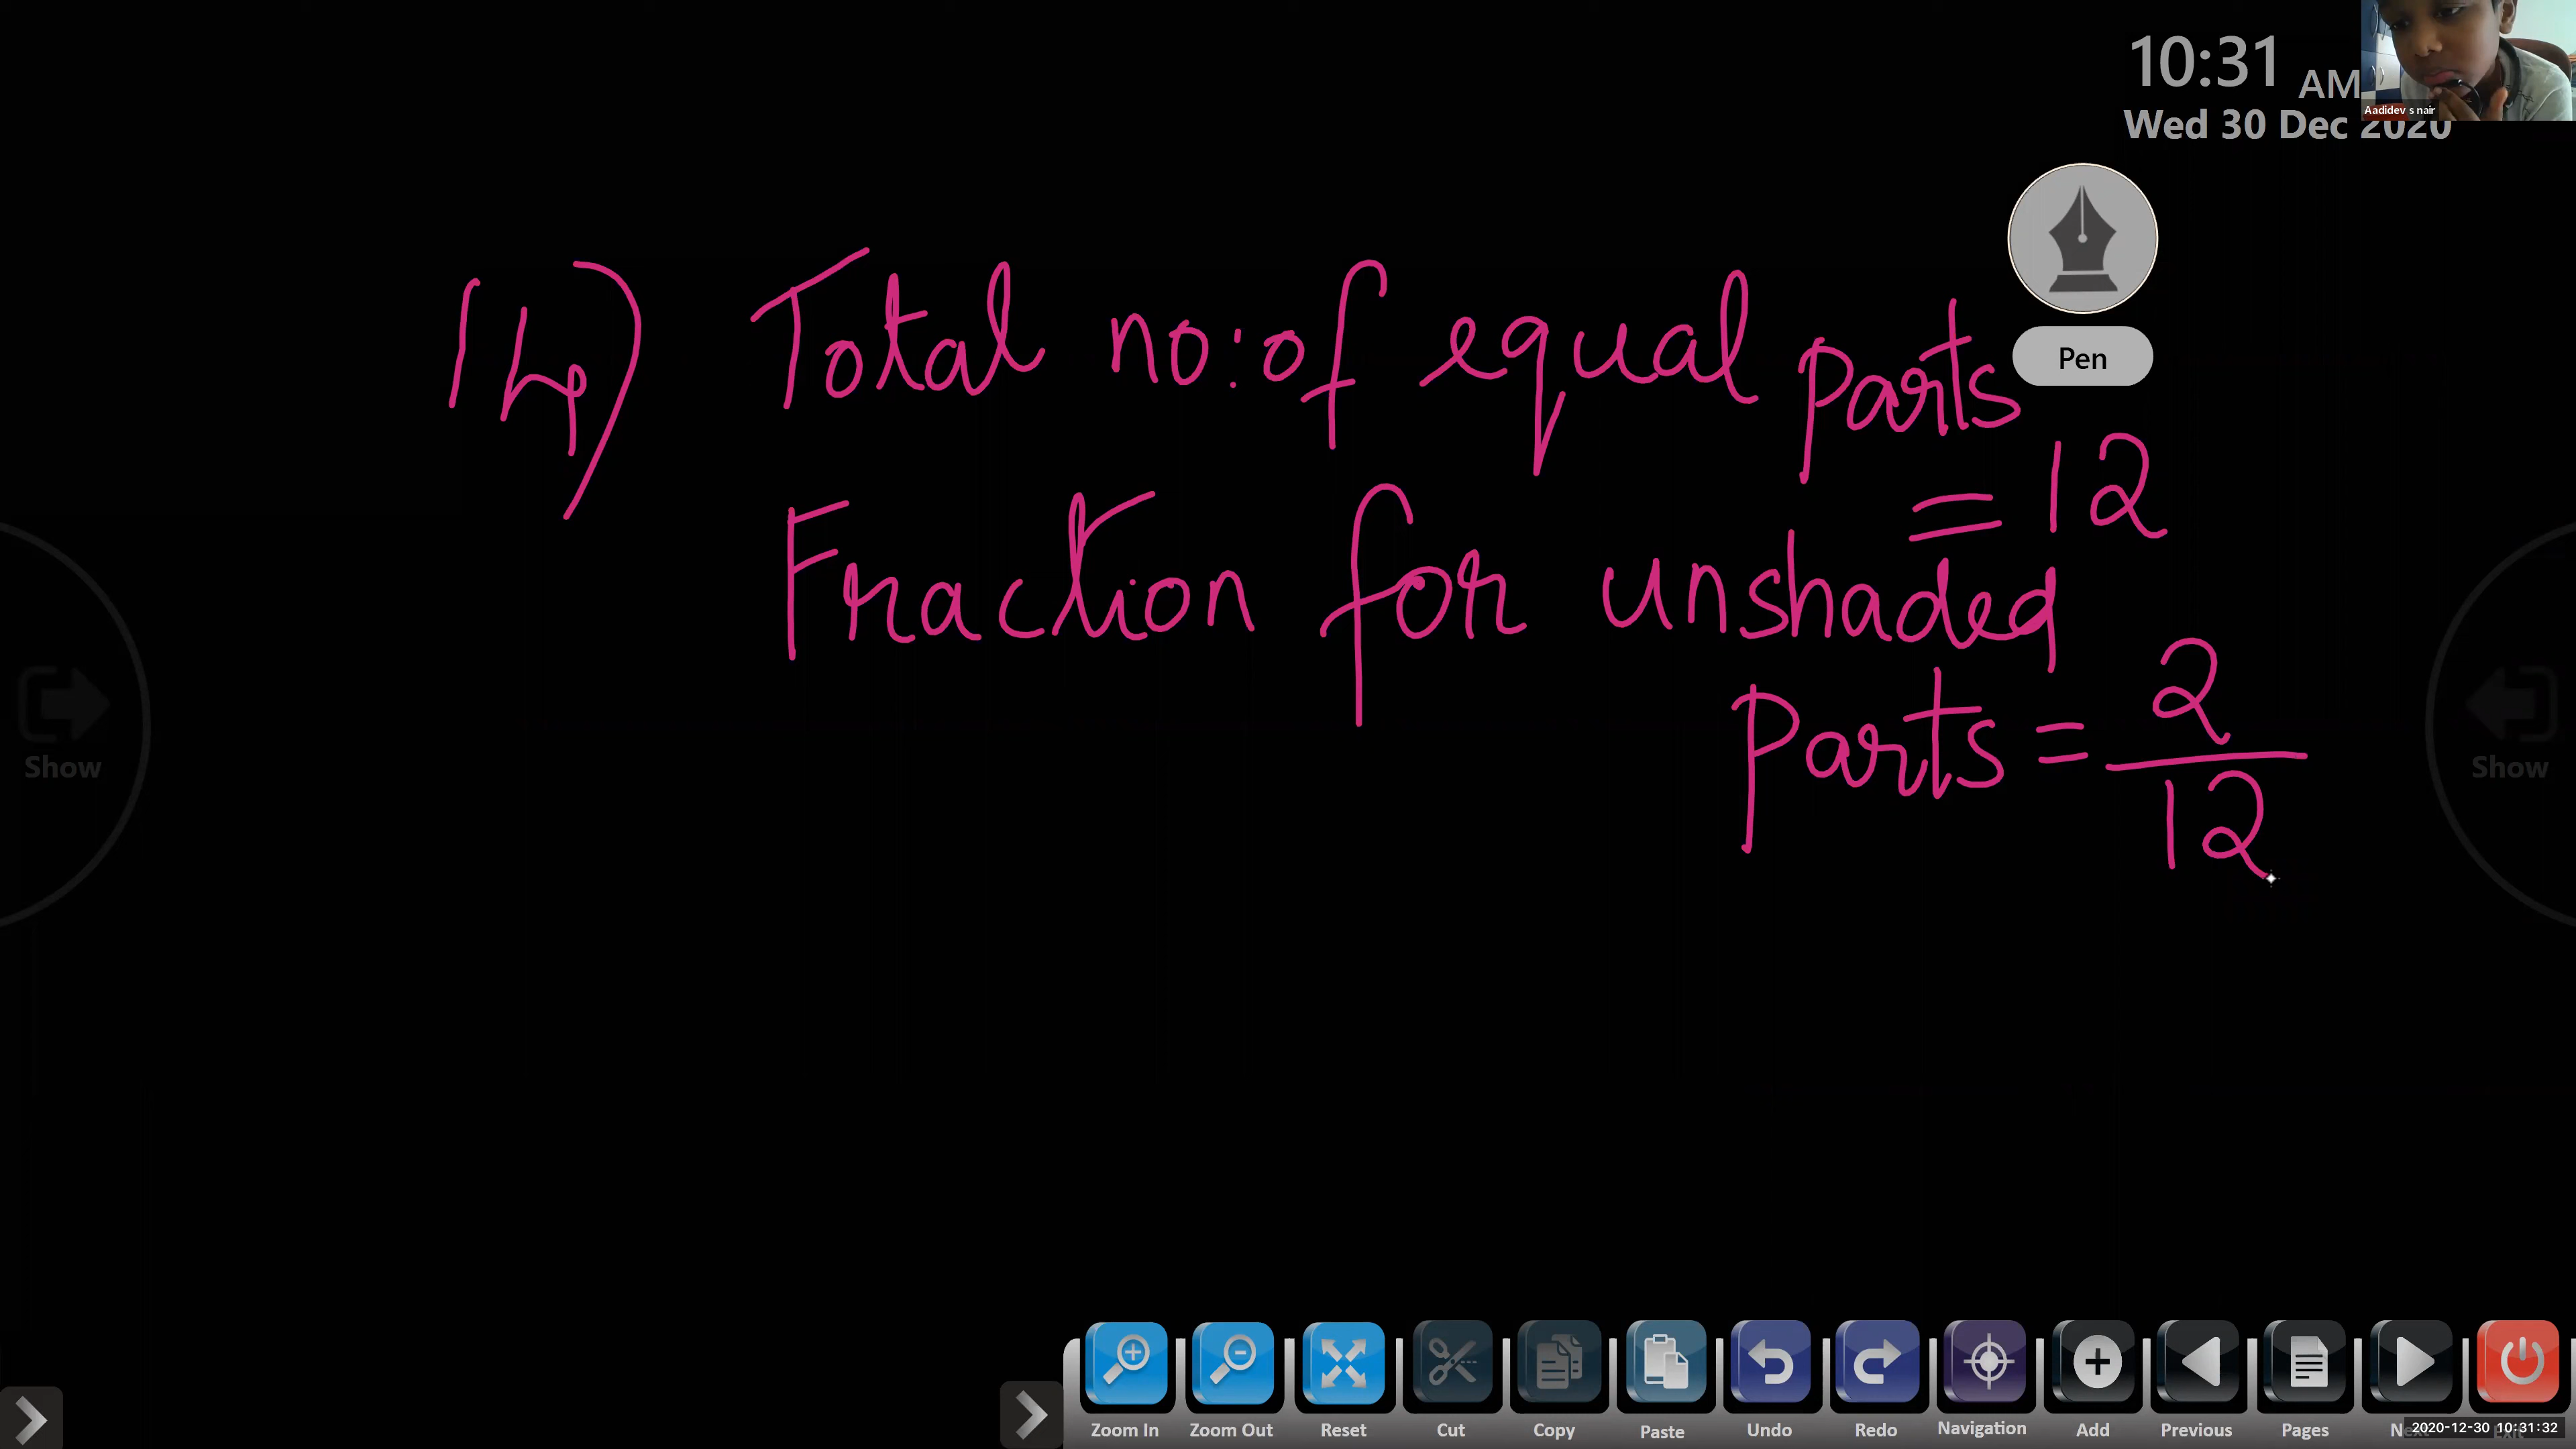 10:31 AM
Aadidev s nair
Wed 30 Dec 2020
Pen
14) Total no: of equal parts
= 12
Fraction for unshaded
Parts = 2/12
Show
Show
Zoom In Zoom Out Reset Cut Copy Paste Undo Redo Navigation Add Previous Pages
2020-12-30 10:31:32